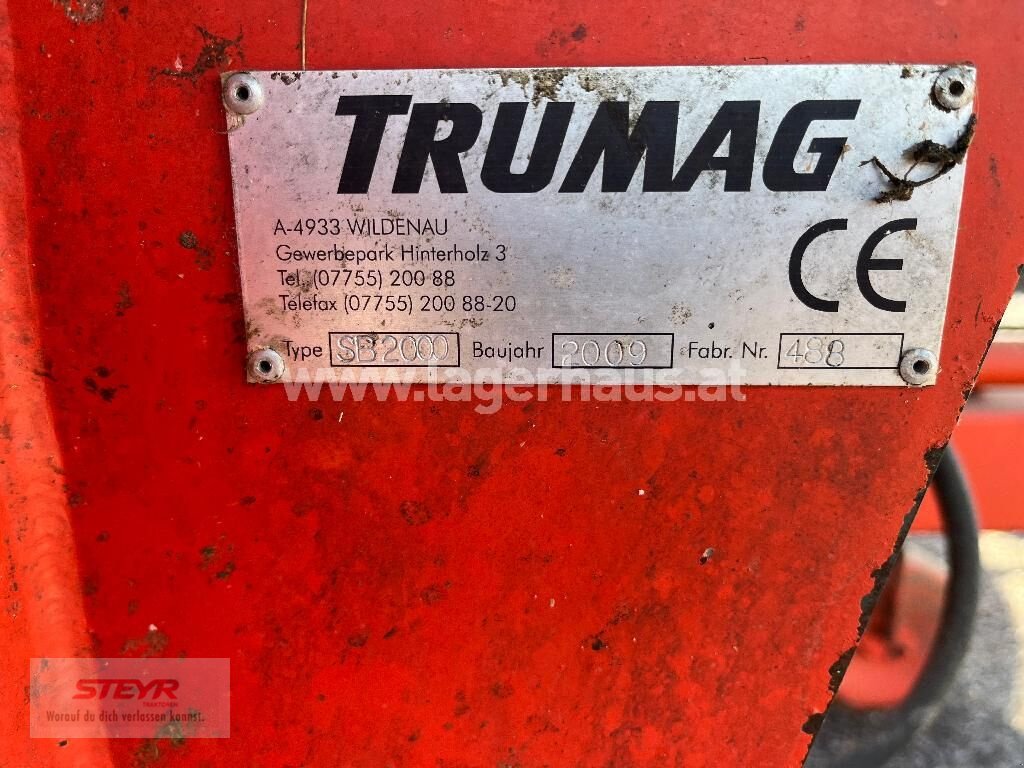 TRUMAG
A-4933 WILDENAU
Gewerbepark Hinterholz 3
Tel. (07755) 200 88
Telefax (07755) 200 88-20
CE
Type SB2000 Baujahr 2009 Fabr. Nr. 488
www.lagerhaus.at
STEYR
TRAKTOREN
Worauf du dich verlassen kannst.